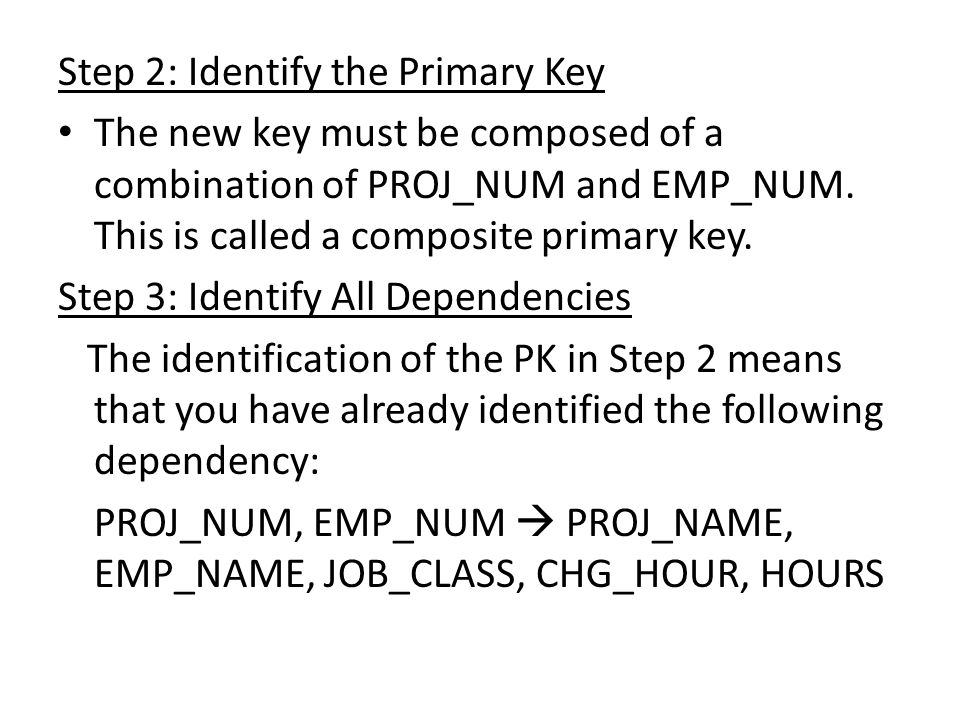 Step 2: Identify the Primary Key
• The new key must be composed of a
combination of PROJ_NUM and EMP_NUM.
This is called a composite primary key.
Step 3: Identify All Dependencies
The identification of the PK in Step 2 means
that you have already identified the following
dependency:
PROJ_NUM, EMP_NUM → PROJ_NAME,
EMP_NAME, JOB_CLASS, CHG_HOUR, HOURS